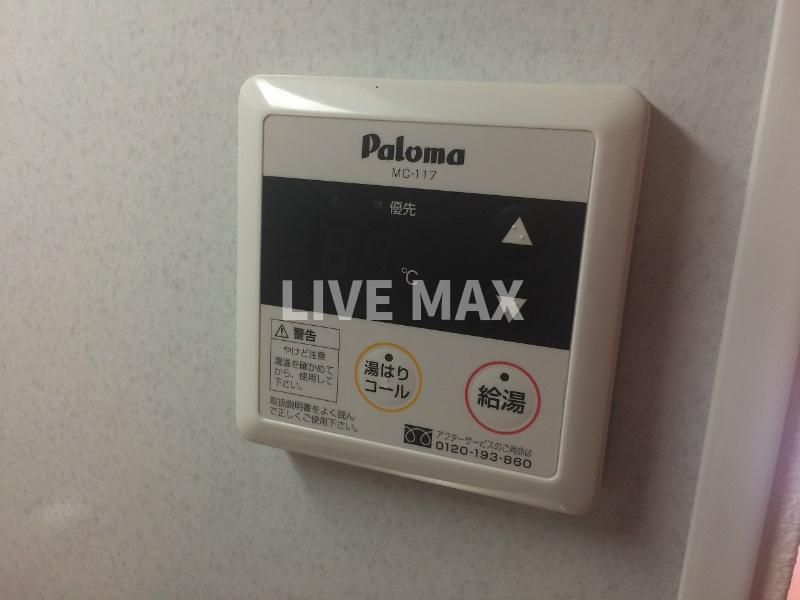 Paloma
MC-117
優先
℃
LIVE MAX
警告
やけど注意
湯温を確かめて
から、使用して
下さい。
取扱説明書をよく読ん
で正しくご使用下さい。
湯はり
コール
給湯
アフターサービスのご用命は
0120-193-860